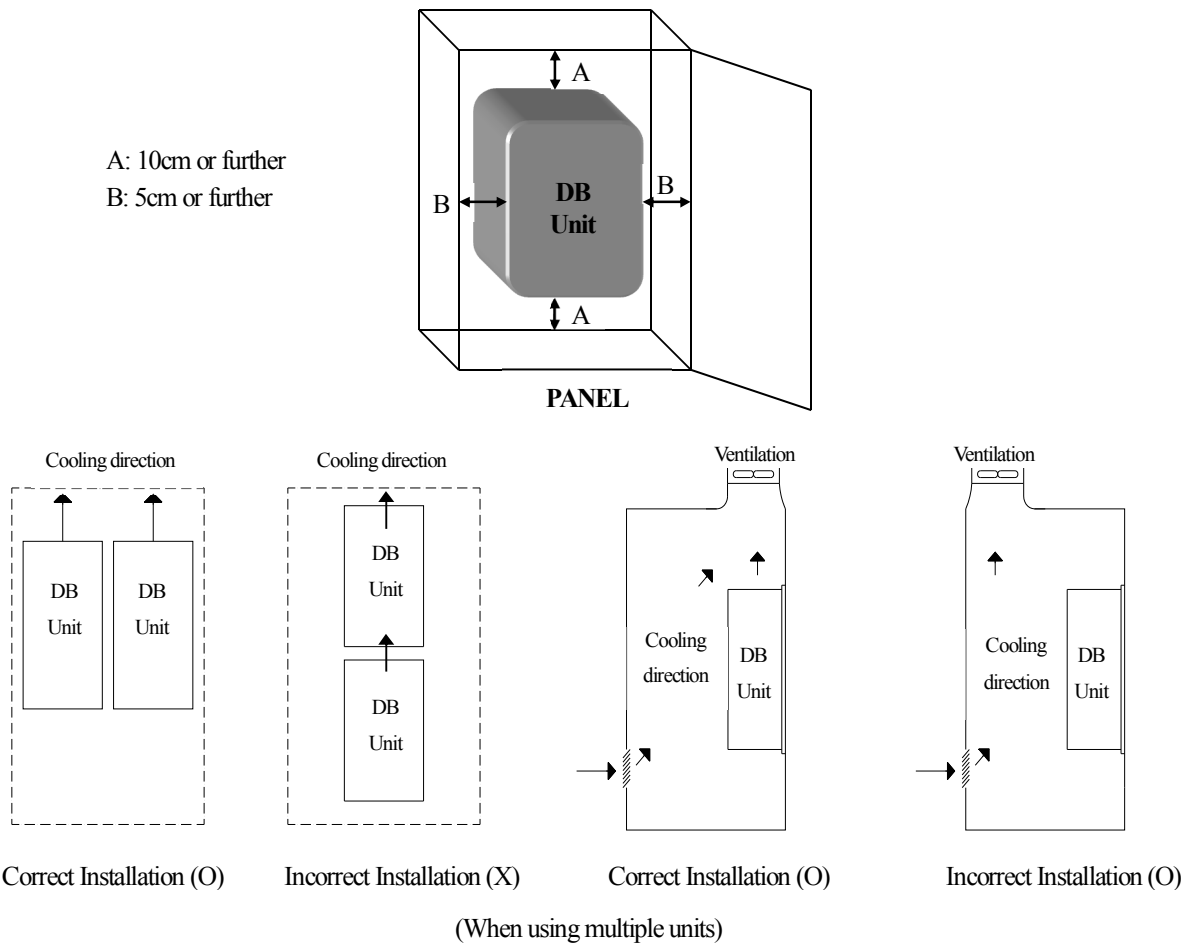 A
A: 10cm or further
B: 5cm or further
B
DB
Unit
B
A
PANEL
Cooling direction
DB
Unit
DB
Unit
Cooling direction
DB
Unit
DB
Unit
Ventilation
Cooling
direction
DB
Unit
Ventilation
Cooling
direction
DB
Unit
Correct Installation (O)
Incorrect Installation (X)
Correct Installation (O)
Incorrect Installation (O)
(When using multiple units)